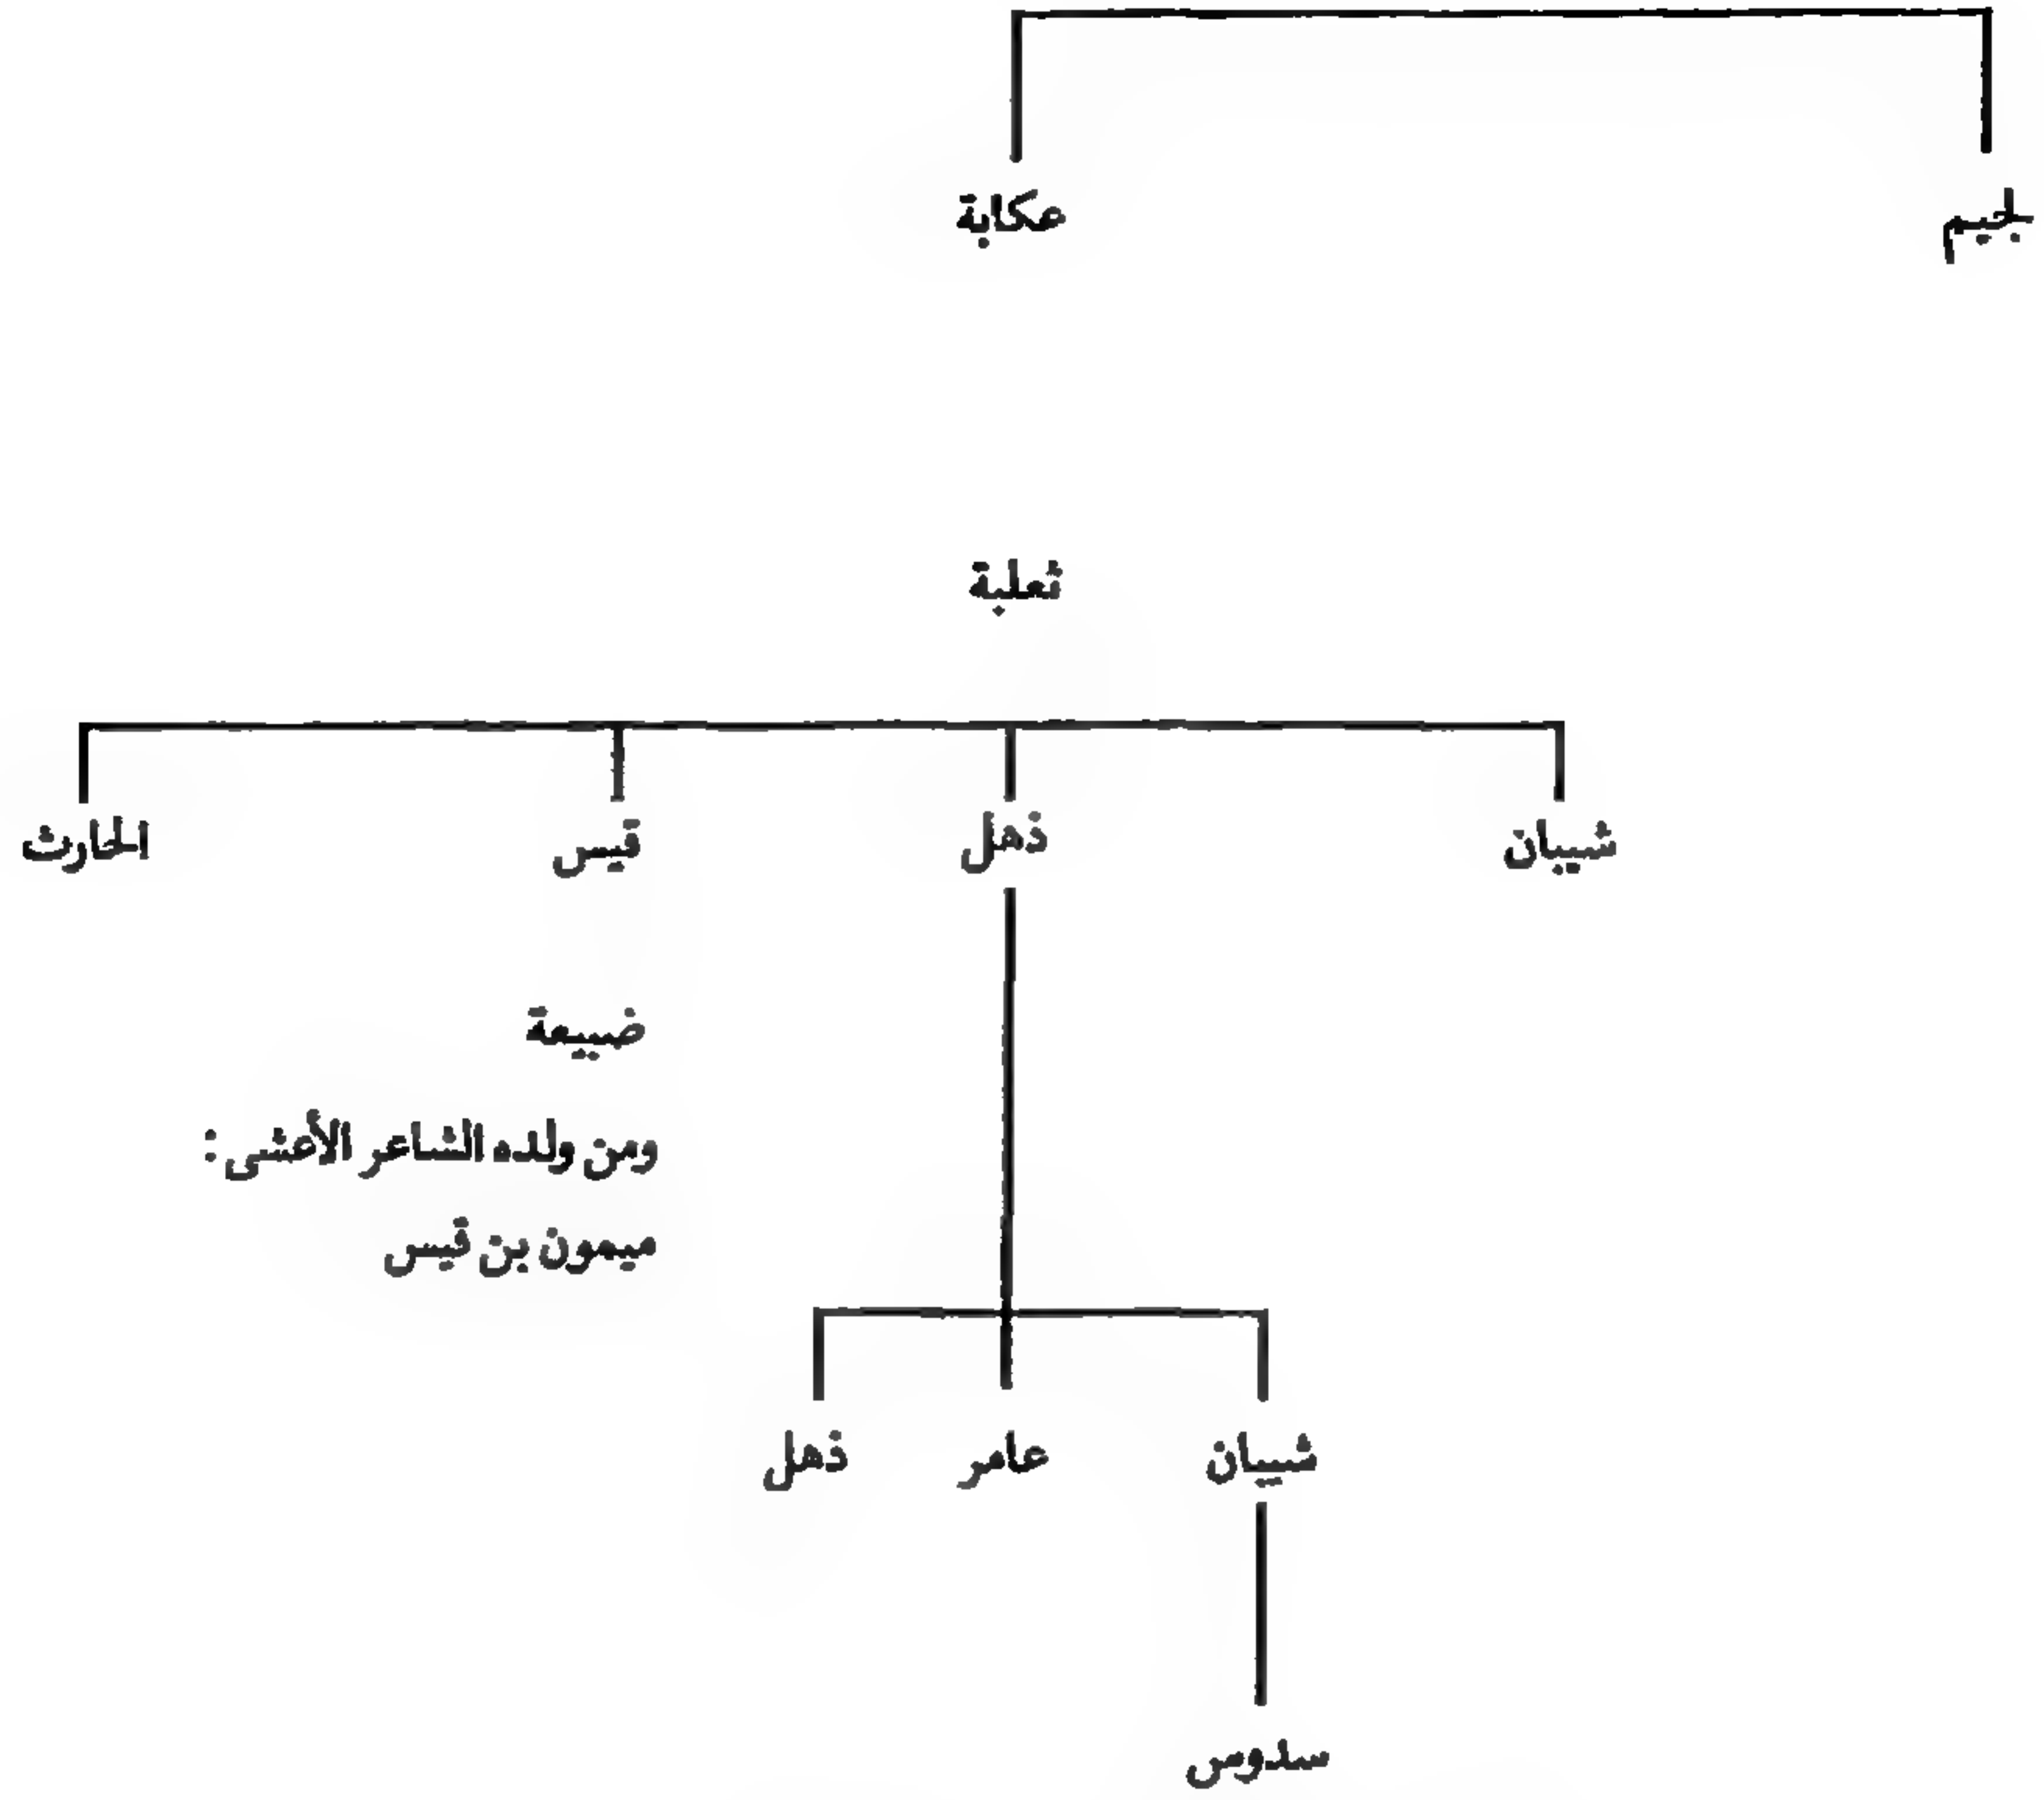 لجيم
عكابة
ثعلبة
شيبان
ذهل
قيس
الحارث
ضبيعة
ومن ولده الشاعر الأعشى :
ميمون بن قيس
شيبان
عامر
ذهل
سدوس